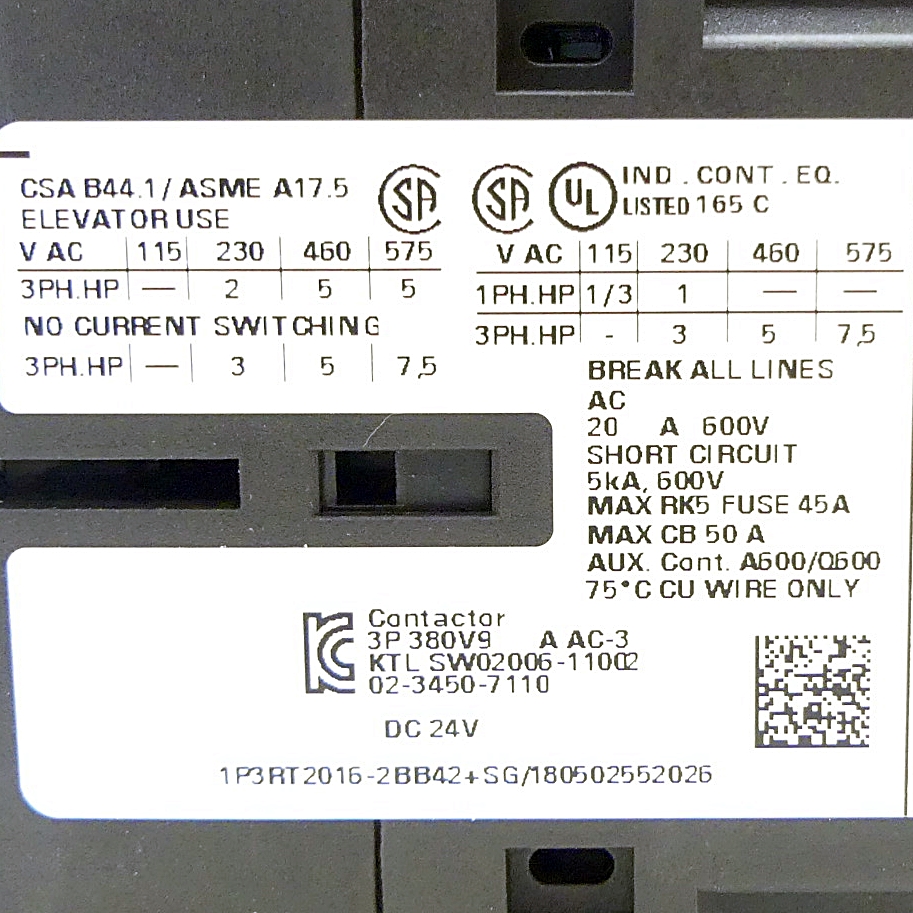 CSA B44.1 / ASME A17.5
ELEVATOR USE
V AC 115 230 460 575
3PH.HP — 2 5 5
NO CURRENT SWITCHING
3PH.HP — 3 5 7,5
SA
SA
UL
IND . CONT . EQ.
LISTED 165 C
V AC 115 230 460 575
1PH.HP 1/3 1 — —
3PH.HP - 3 5 7,5
BREAK ALL LINES
AC
20 A 600V
SHORT CIRCUIT
5kA, 600V
MAX RK5 FUSE 45A
MAX CB 50 A
AUX. Cont. A600/Q600
75°C CU WIRE ONLY
Contactor
3P 380V9 A AC-3
KTL SW02006-11002
02-3450-7110
DC 24V
1P3RT2016-2BB42+SG/180502552026